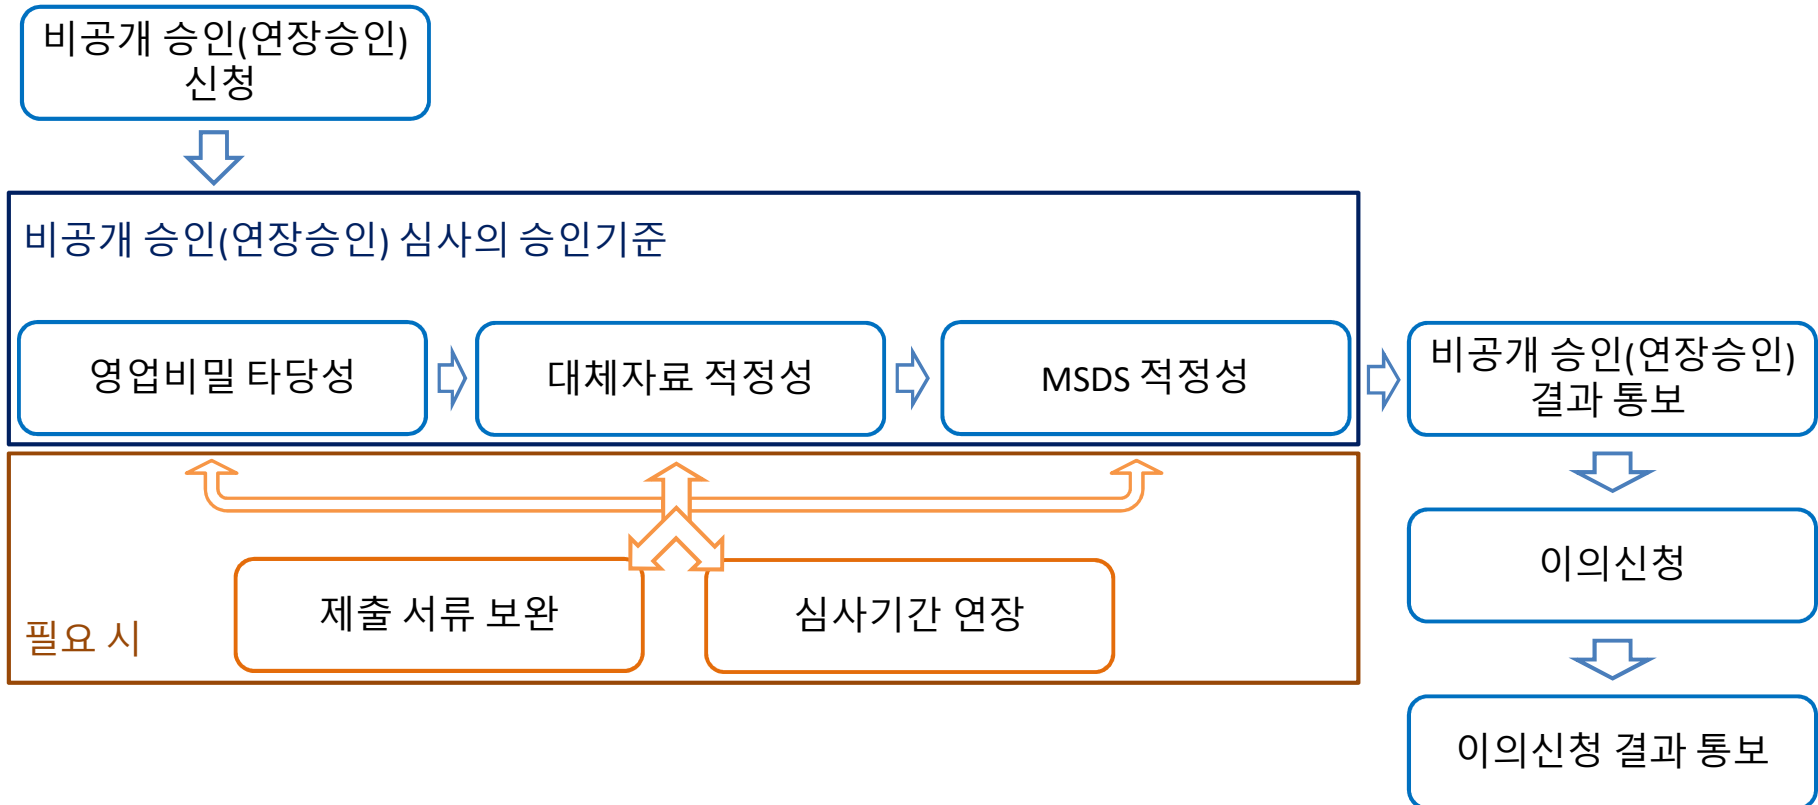 비공개 승인(연장승인)
신청
비공개 승인(연장승인) 심사의 승인기준
영업비밀 타당성
대체자료 적정성
MSDS 적정성
비공개 승인(연장승인)
결과 통보
필요 시
제출 서류 보완
심사기간 연장
이의신청
이의신청 결과 통보